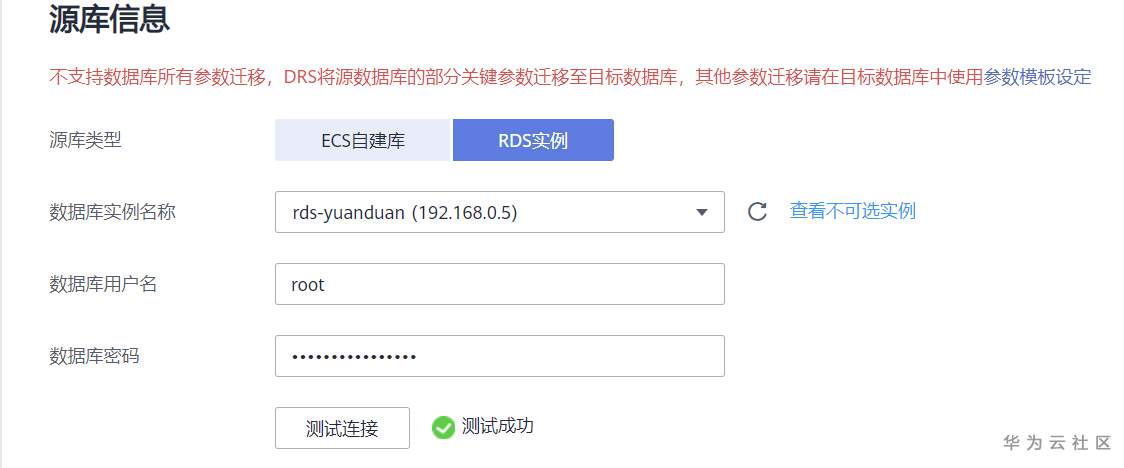 源库信息
不支持数据库所有参数迁移，DRS将源数据库的部分关键参数迁移至目标数据库，其他参数迁移请在目标数据库中使用参数模板设定
源库类型 ECS自建库 RDS实例
数据库实例名称 rds-yuanduan (192.168.0.5) 查看不可选实例
数据库用户名 root
数据库密码 ••••••••••••••••
测试连接 测试成功
华为云社区